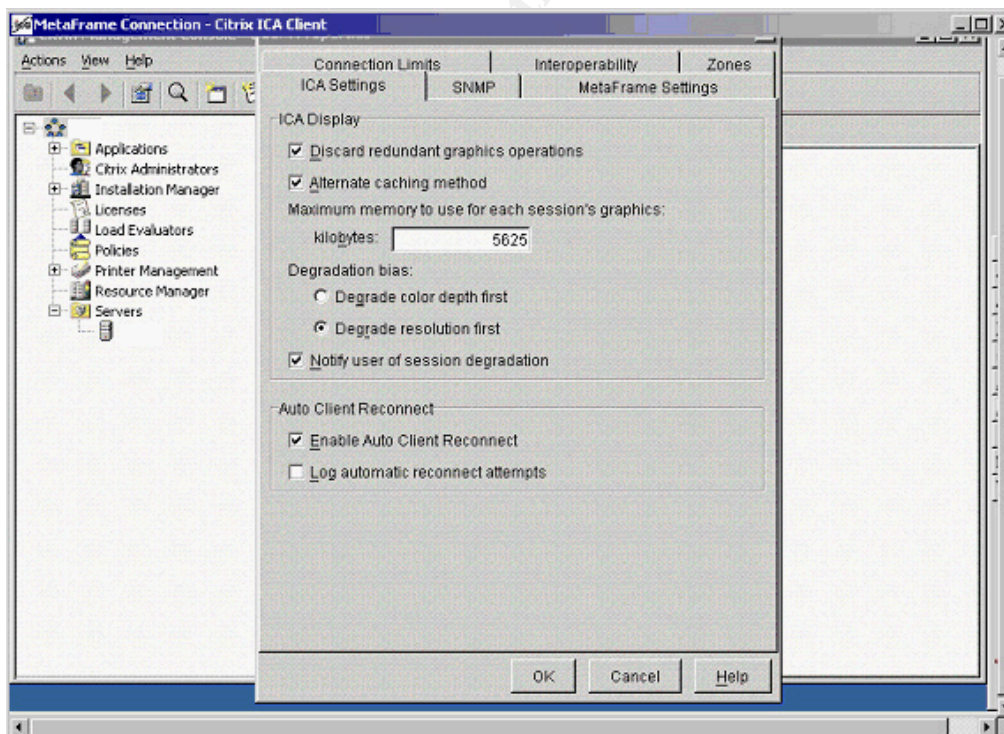 MetaFrame Connection - Citrix ICA Client
Citrix Management Console
Actions View Help
Applications
Citrix Administrators
Installation Manager
Licenses
Load Evaluators
Policies
Printer Management
Resource Manager
Servers
Connection Limits Interoperability Zones
ICA Settings SNMP MetaFrame Settings
ICA Display
Discard redundant graphics operations
Alternate caching method
Maximum memory to use for each session's graphics:
kilobytes: 5625
Degradation bias:
Degrade color depth first
Degrade resolution first
Notify user of session degradation
Auto Client Reconnect
Enable Auto Client Reconnect
Log automatic reconnect attempts
OK Cancel Help